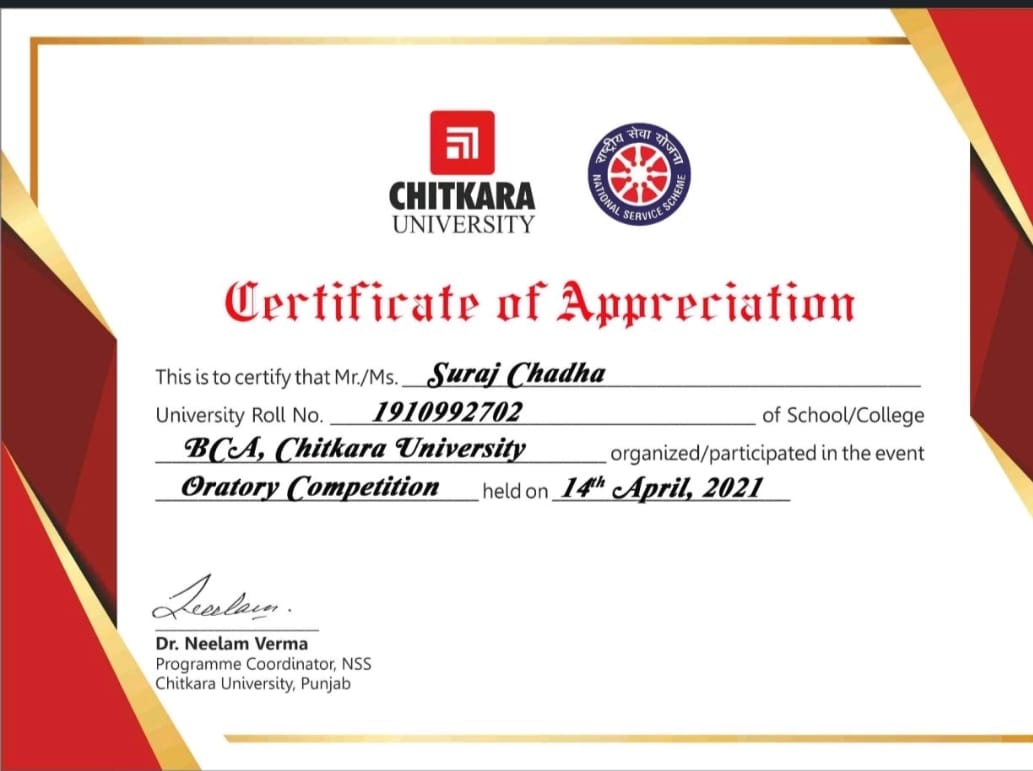 CHITKARA
UNIVERSITY
राष्ट्रीय सेवा योजना
NATIONAL SERVICE SCHEME
Certificate of Appreciation
This is to certify that Mr./Ms. Suraj Chadha
University Roll No. 1910992702 of School/College
BCA, Chitkara University organized/participated in the event
Oratory Competition held on 14th April, 2021
Neelam.
Dr. Neelam Verma
Programme Coordinator, NSS
Chitkara University, Punjab